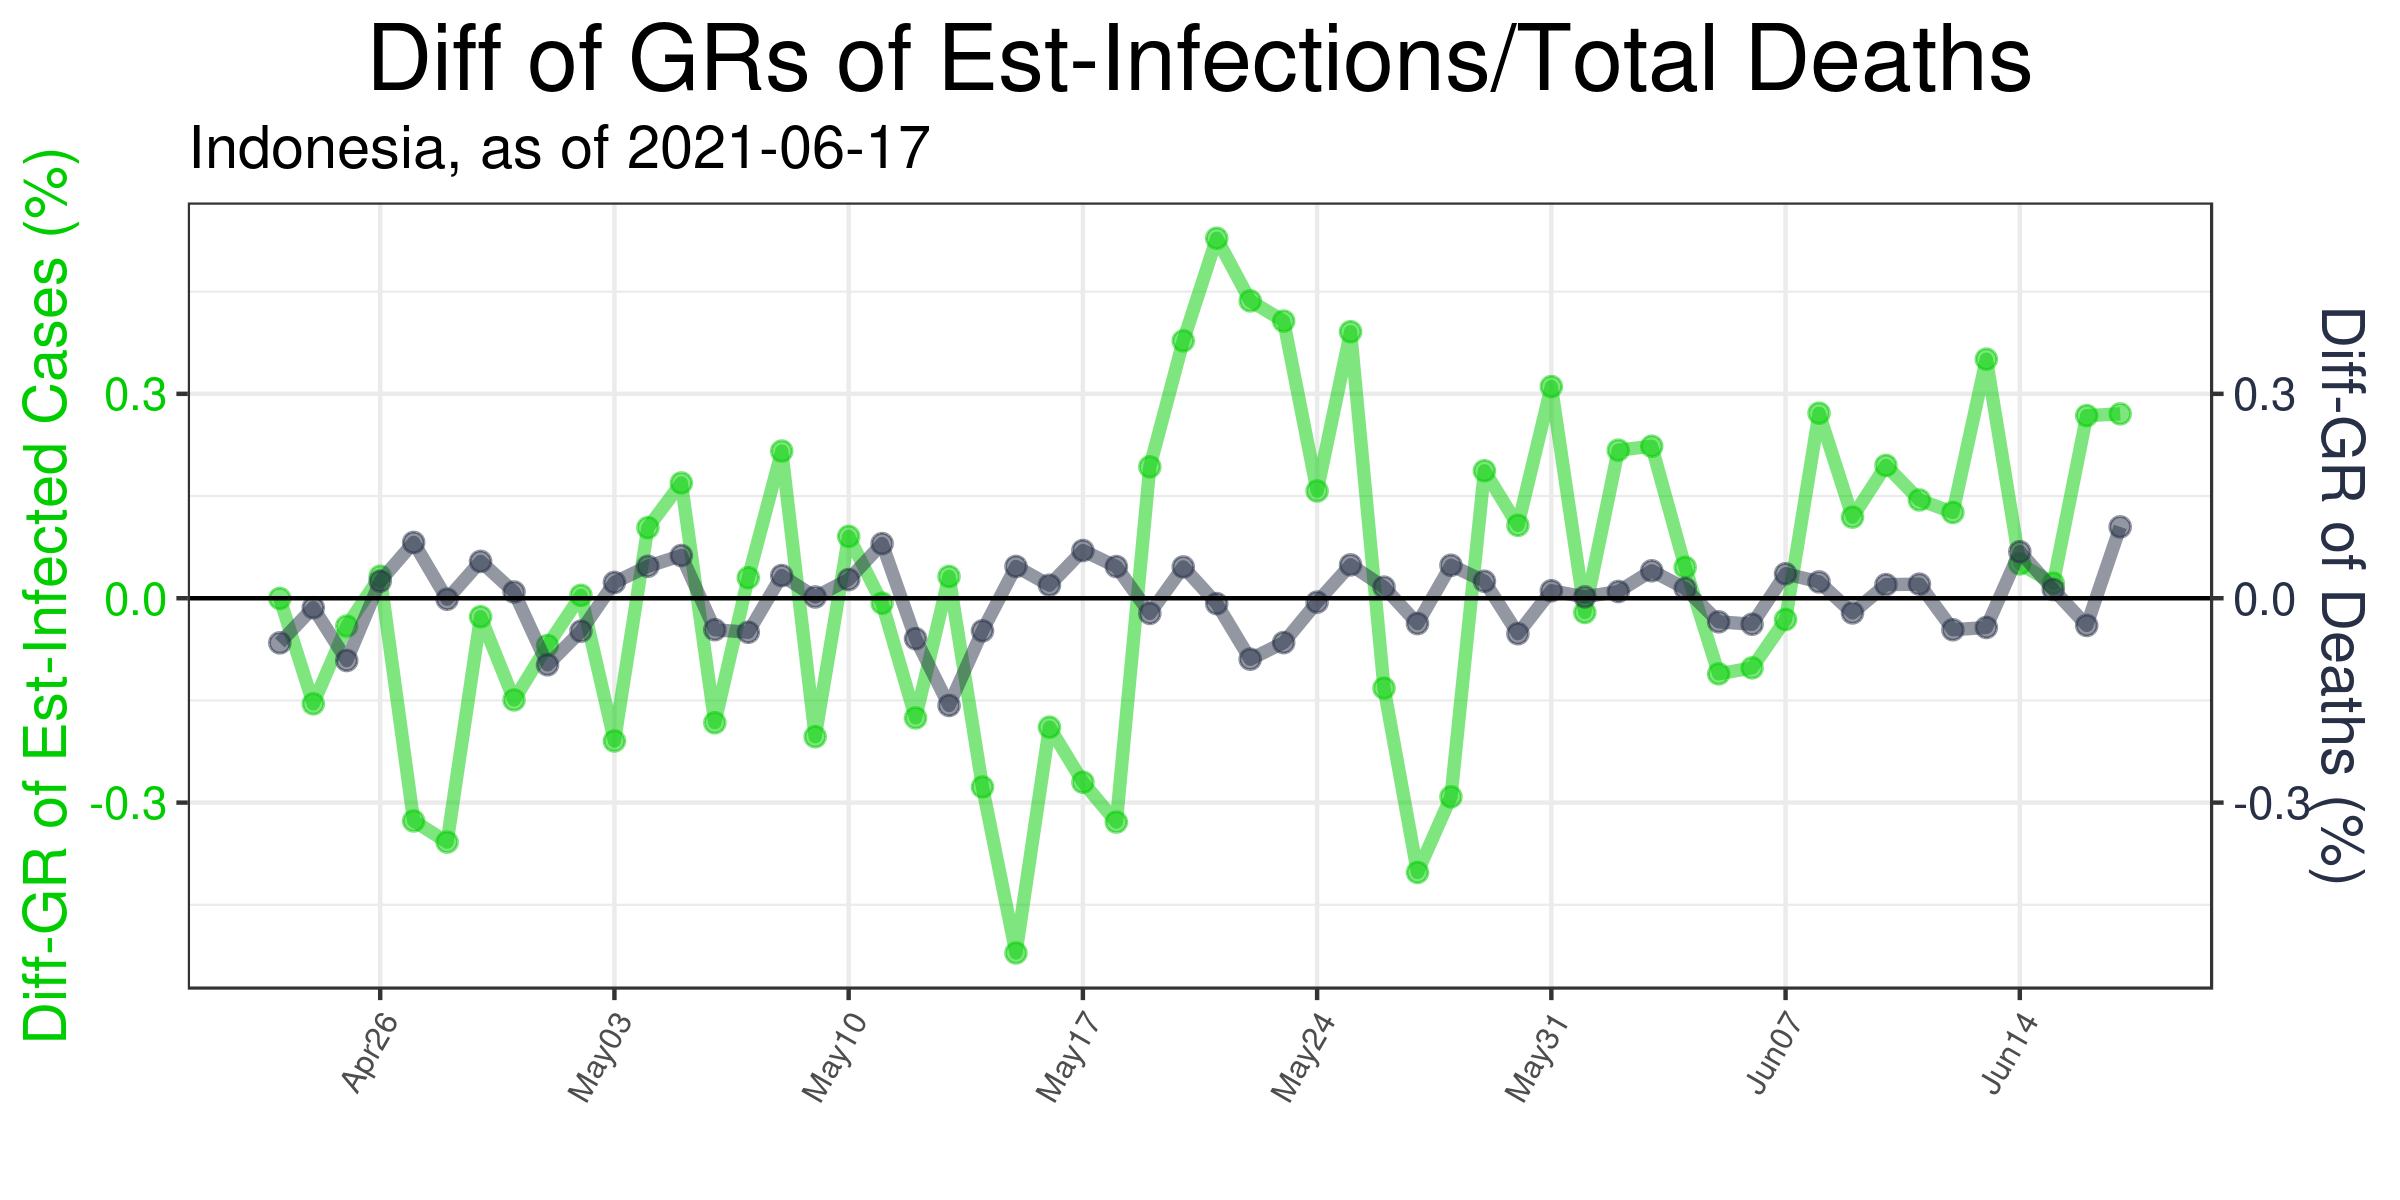 Diff of GRs of Est-Infections/Total Deaths
Indonesia, as of 2021-06-17
Diff-GR of Est-Infected Cases (%)
0.3
0.0
-0.3
0.3
0.0
-0.3
Diff-GR of Deaths (%)
Apr26
May03
May10
May17
May24
May31
Jun07
Jun14